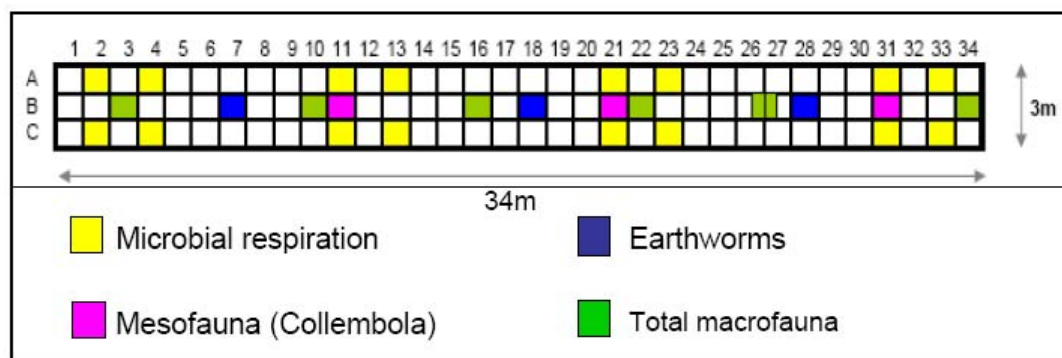 1 2 3 4 5 6 7 8 9 10 11 12 13 14 15 16 18 19 20 21 22 23 24 25 26 27 28 29 30 31 32 33 34
A
B
C
3m
34m
Microbial respiration
Earthworms
Mesofauna (Collembola)
Total macrofauna